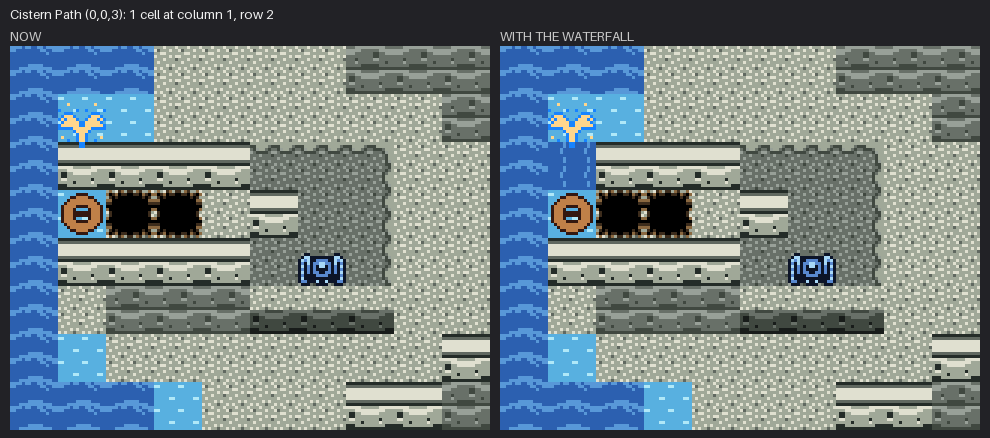 Cistern Path (0,0,3): 1 cell at column 1, row 2
NOW
WITH THE WATERFALL